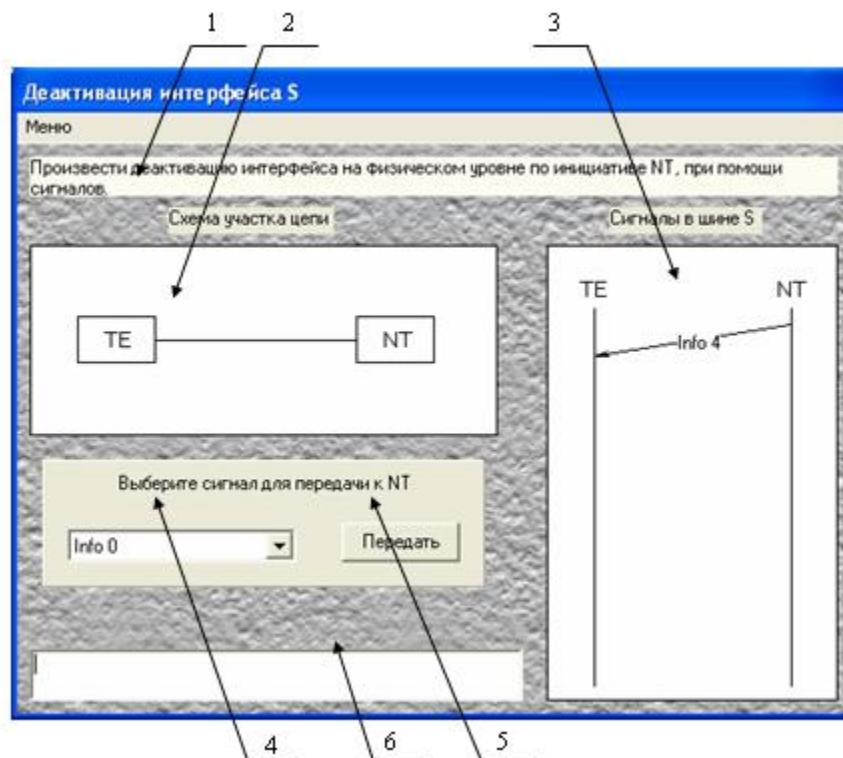 1
2
3
Деактивация интерфейса S
Меню
Произвести деактивацию интерфейса на физическом уровне по инициативе NT, при помощи
сигналов.
Схема участка цепи
Сигналы в шине S
TE
NT
TE
NT
Info 4
Выберите сигнал для передачи к NT
Info 0
Передать
4
6
5